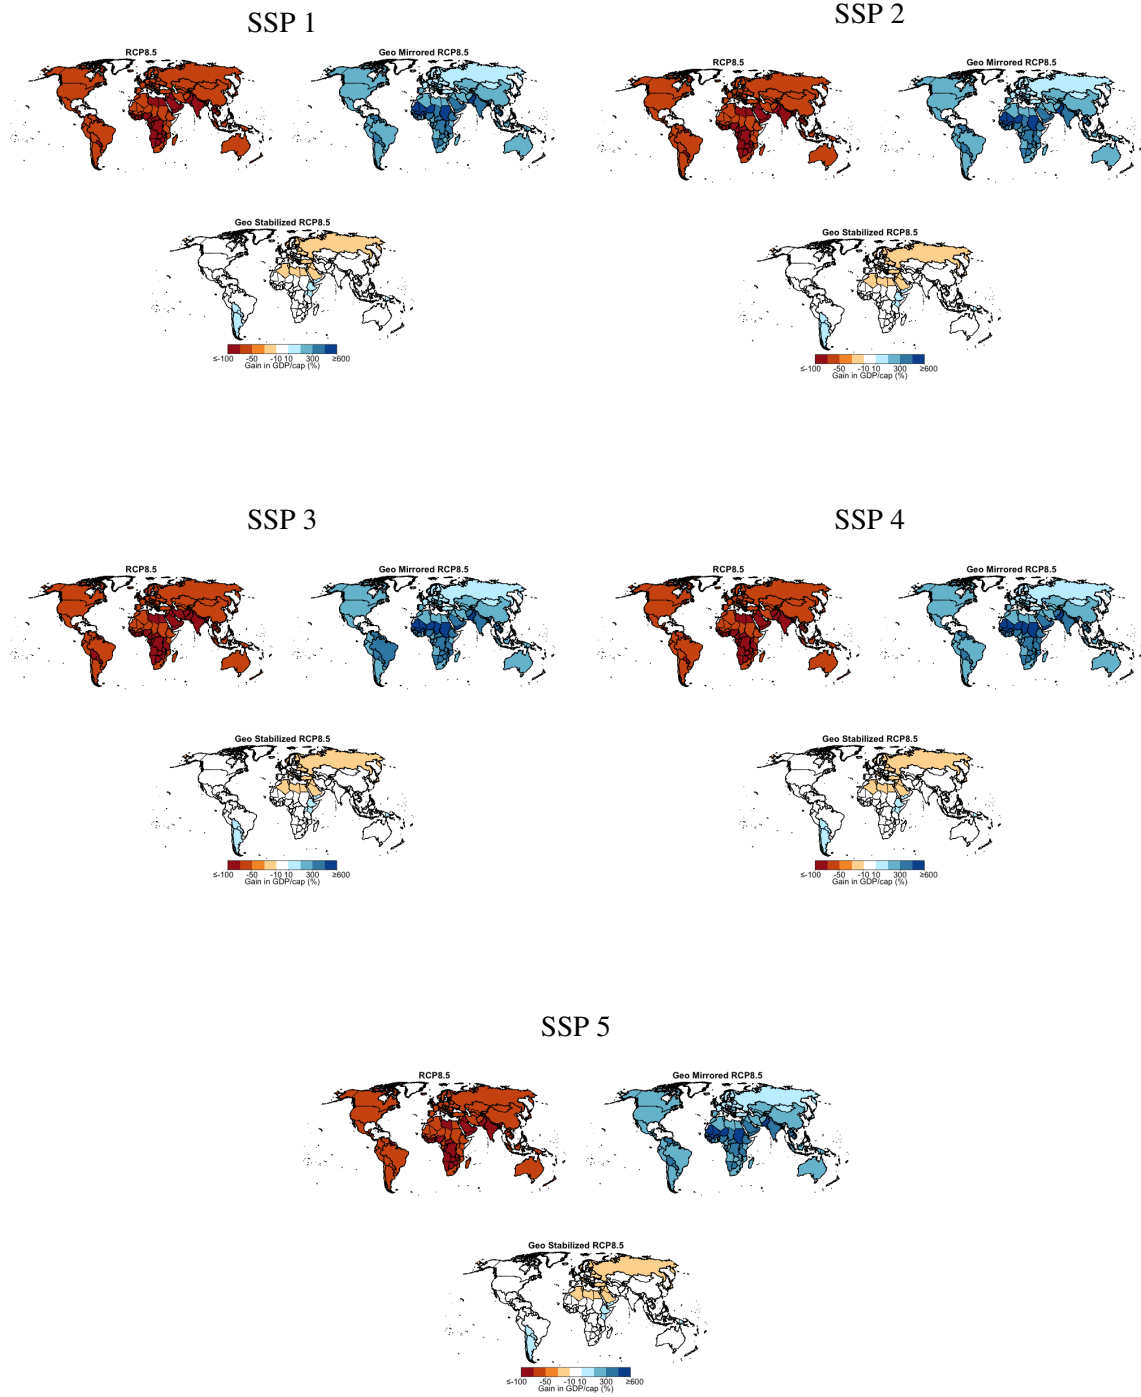 SSP 1
RCP8.5
Geo Mirrored RCP8.5
Geo Stabilized RCP8.5
≤-100 -50 -10 10 300 ≥600
Gain in GDP/cap (%)
SSP 2
RCP8.5
Geo Mirrored RCP8.5
Geo Stabilized RCP8.5
≤-100 -50 -10 10 300 ≥600
Gain in GDP/cap (%)
SSP 3
RCP8.5
Geo Mirrored RCP8.5
Geo Stabilized RCP8.5
≤-100 -50 -10 10 300 ≥600
Gain in GDP/cap (%)
SSP 4
RCP8.5
Geo Mirrored RCP8.5
Geo Stabilized RCP8.5
≤-100 -50 -10 10 300 ≥600
Gain in GDP/cap (%)
SSP 5
RCP8.5
Geo Mirrored RCP8.5
Geo Stabilized RCP8.5
≤-100 -50 -10 10 300 ≥600
Gain in GDP/cap (%)